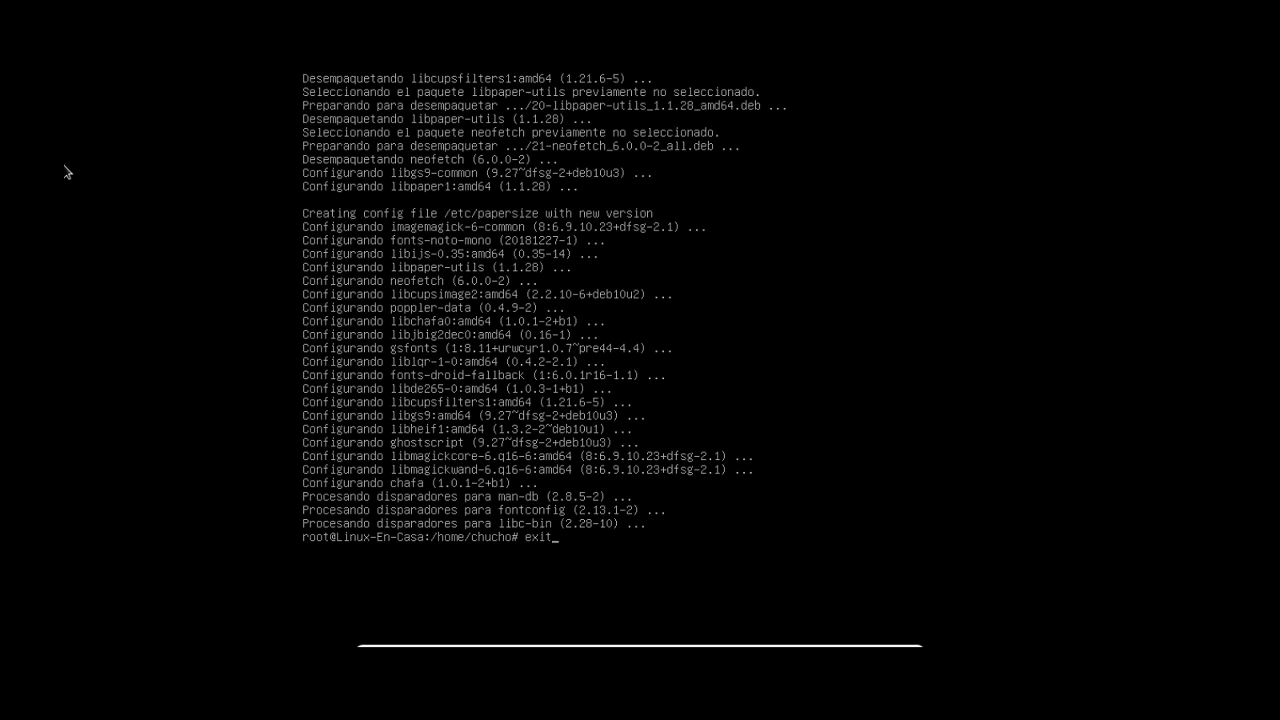 Desempaquetando libcupsfilters1:amd64 (1.21.6-5) ...
Seleccionando el paquete libpaper-utils previamente no seleccionado.
Preparando para desempaquetar .../20-libpaper-utils_1.1.28_amd64.deb ...
Desempaquetando libpaper-utils (1.1.28) ...
Seleccionando el paquete neofetch previamente no seleccionado.
Preparando para desempaquetar .../21-neofetch_6.0.0-2_all.deb ...
Desempaquetando neofetch (6.0.0-2) ...
Configurando libgs9-common (9.27~dfsg-2+deb10u3) ...
Configurando libpaper1:amd64 (1.1.28) ...
Creating config file /etc/papersize with new version
Configurando imagemagick-6-common (8:6.9.10.23+dfsg-2.1) ...
Configurando fonts-noto-mono (20181227-1) ...
Configurando libijs-0.35:amd64 (0.35-14) ...
Configurando libpaper-utils (1.1.28) ...
Configurando neofetch (6.0.0-2) ...
Configurando libcupsimage2:amd64 (2.2.10-6+deb10u2) ...
Configurando poppler-data (0.4.9-2) ...
Configurando libchafa0:amd64 (1.0.1-2+b1) ...
Configurando libjbig2dec0:amd64 (0.16-1) ...
Configurando gsfonts (1:8.11+urwcyr1.0.7~pre44-4.4) ...
Configurando liblqr-1-0:amd64 (0.4.2-2.1) ...
Configurando fonts-droid-fallback (1:6.0.1r16-1.1) ...
Configurando libde265-0:amd64 (1.0.3-1+b1) ...
Configurando libcupsfilters1:amd64 (1.21.6-5) ...
Configurando libgs9:amd64 (9.27~dfsg-2+deb10u3) ...
Configurando libheif1:amd64 (1.3.2-2~deb10u1) ...
Configurando ghostscript (9.27~dfsg-2+deb10u3) ...
Configurando libmagickcore-6.q16-6:amd64 (8:6.9.10.23+dfsg-2.1) ...
Configurando libmagickwand-6.q16-6:amd64 (8:6.9.10.23+dfsg-2.1) ...
Configurando chafa (1.0.1-2+b1) ...
Procesando disparadores para man-db (2.8.5-2) ...
Procesando disparadores para fontconfig (2.13.1-2) ...
Procesando disparadores para libc-bin (2.28-10) ...
root@Linux-En-Casa:/home/chucho# exit_